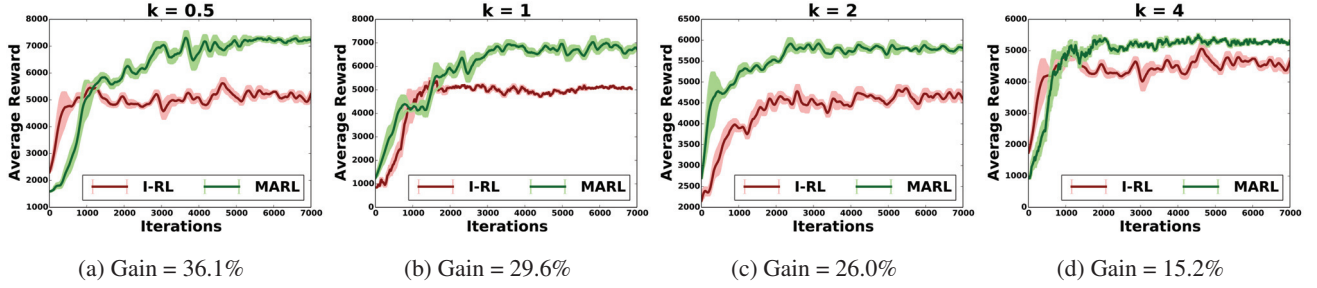 k = 0.5
Average Reward
8000
7000
6000
5000
4000
3000
2000
1000
0 1000 2000 3000 4000 5000 6000 7000
I-RL MARL
Iterations
(a) Gain = 36.1%
k = 1
Average Reward
8000
7000
6000
5000
4000
3000
2000
1000
0
0 1000 2000 3000 4000 5000 6000 7000
I-RL MARL
Iterations
(b) Gain = 29.6%
k = 2
Average Reward
6500
6000
5500
5000
4500
4000
3500
3000
2500
2000
0 1000 2000 3000 4000 5000 6000 7000
I-RL MARL
Iterations
(c) Gain = 26.0%
k = 4
Average Reward
6000
5000
4000
3000
2000
1000
0
0 1000 2000 3000 4000 5000 6000 7000
I-RL MARL
Iterations
(d) Gain = 15.2%